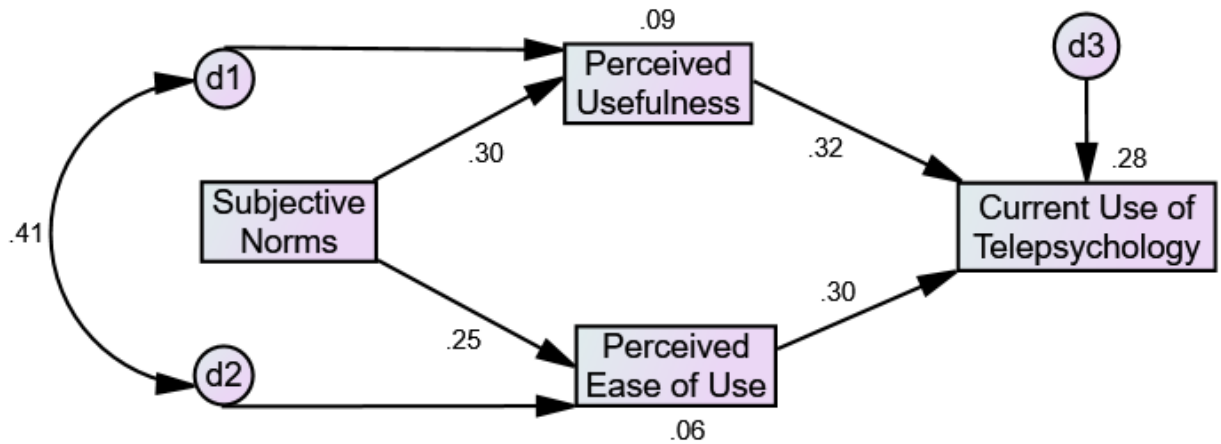 .09
d1
Perceived
Usefulness
d3
.30
.32
.28
Subjective
Norms
Current Use of
Telepsychology
.41
.25
.30
d2
Perceived
Ease of Use
.06